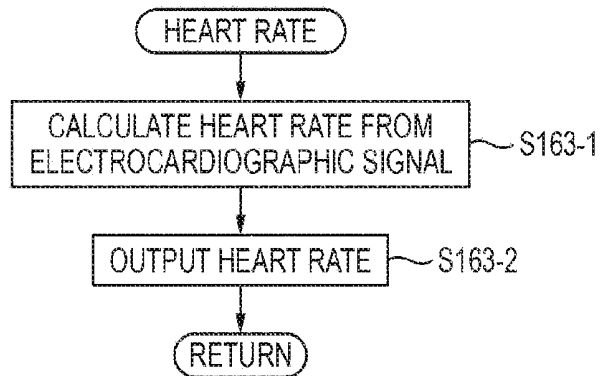 HEART RATE
CALCULATE HEART RATE FROM
ELECTROCARDIOGRAPHIC SIGNAL
S163-1
OUTPUT HEART RATE
S163-2
RETURN